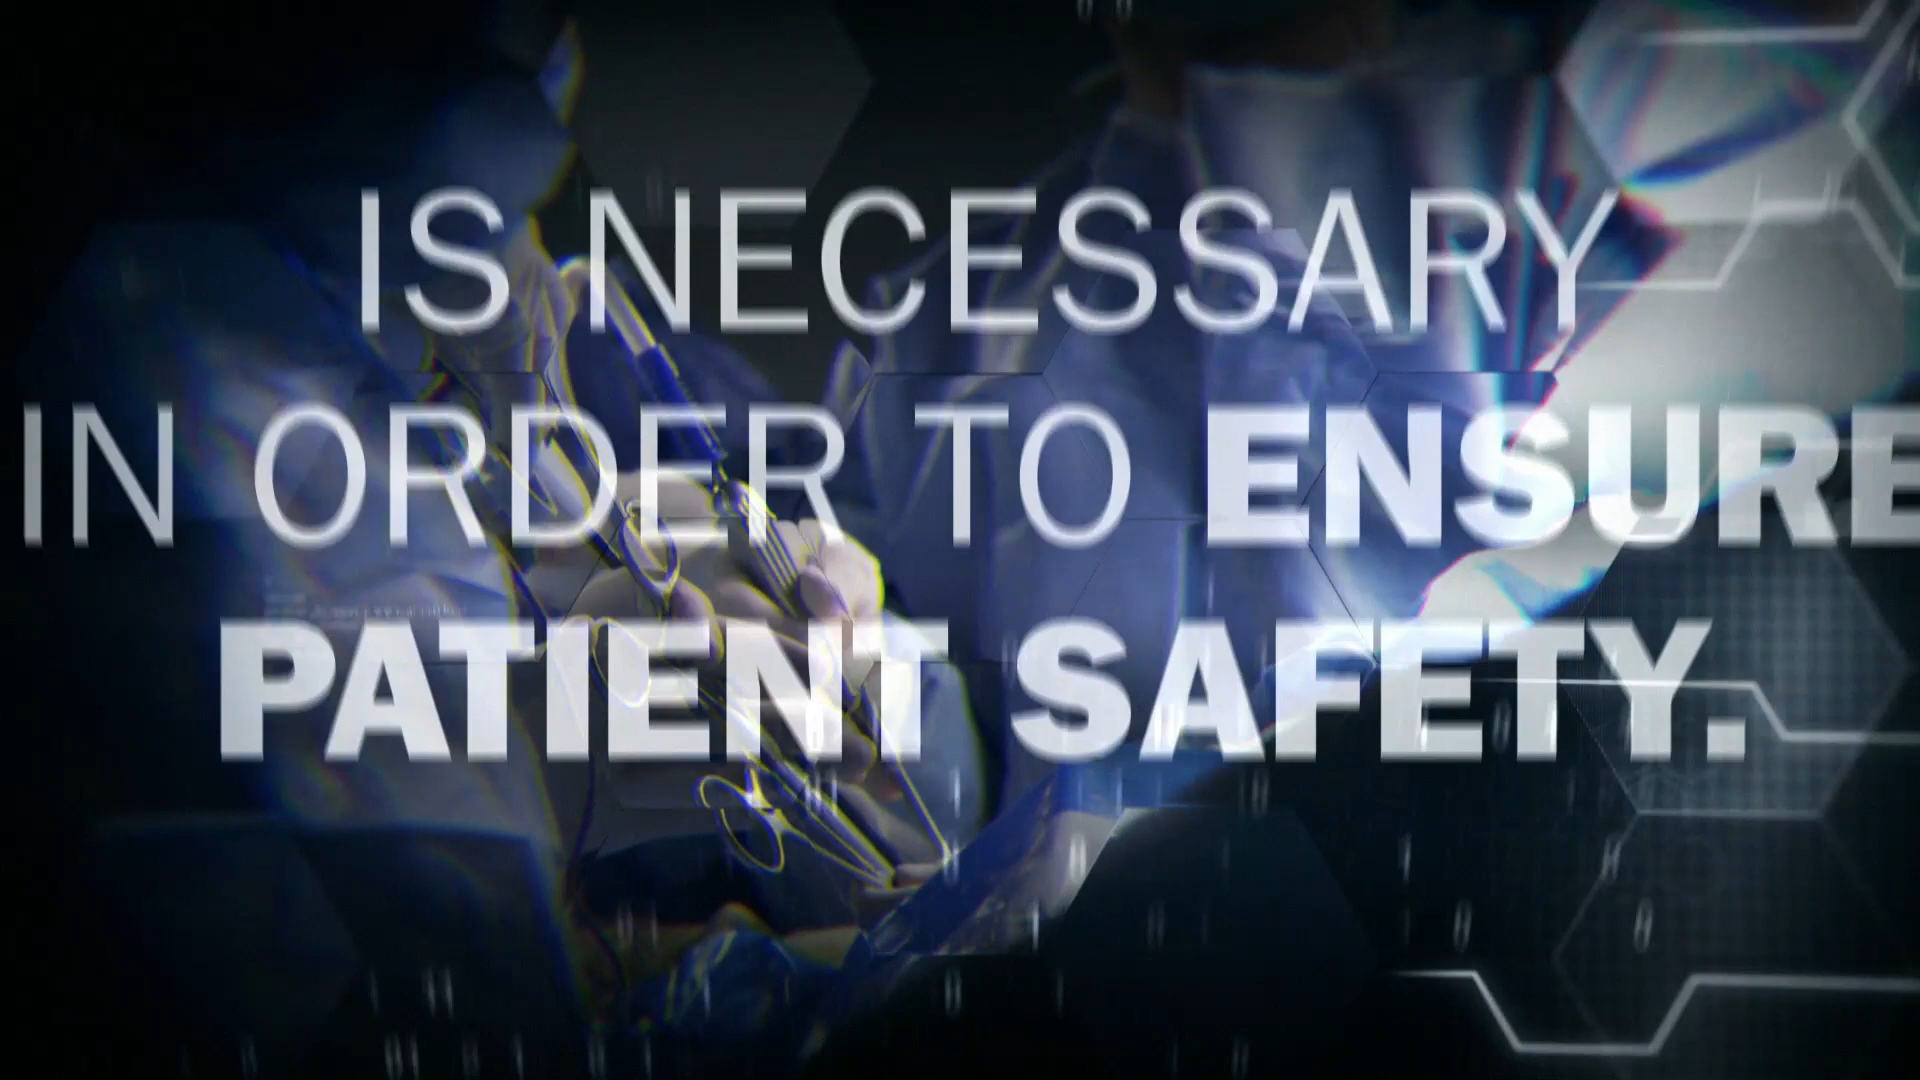 IS NECESSARY
IN ORDER TO ENSURE
PATIENT SAFETY.